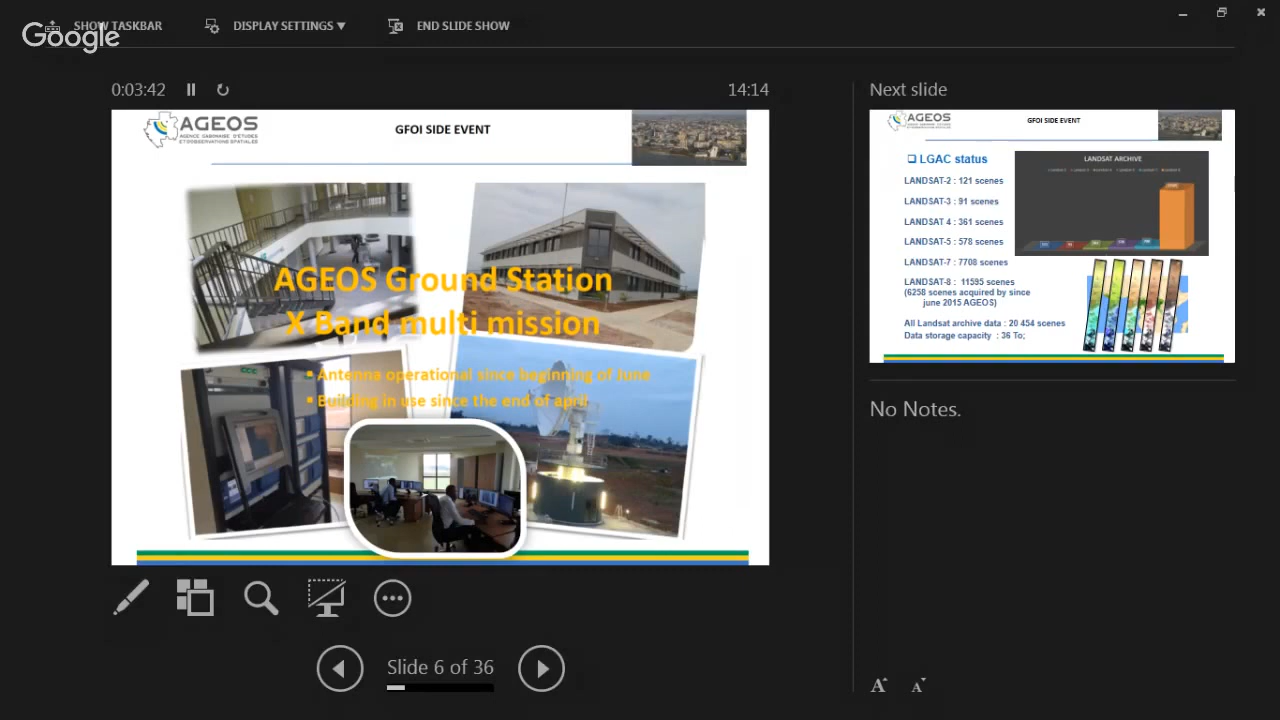 SHOW TASKBAR
DISPLAY SETTINGS ▼
END SLIDE SHOW
Google
0:03:42
14:14
Next slide
AGEOS
AGENCE GABONAISE D'ETUDES
ET D'OBSERVATIONS SPATIALES
GFOI SIDE EVENT
AGEOS Ground Station
X Band multi mission
▪ Antenna operational since beginning of June
▪ Building in use since the end of april
AGEOS
GFOI SIDE EVENT
❑ LGAC status
LANDSAT-2 : 121 scenes
LANDSAT-3 : 91 scenes
LANDSAT 4 : 361 scenes
LANDSAT-5 : 578 scenes
LANDSAT-7 : 7708 scenes
LANDSAT-8 : 11595 scenes
(6258 scenes acquired by since
june 2015 AGEOS)
All Landsat archive data : 20 454 scenes
Data storage capacity : 36 To;
LANDSAT ARCHIVE
No Notes.
Slide 6 of 36
A
A